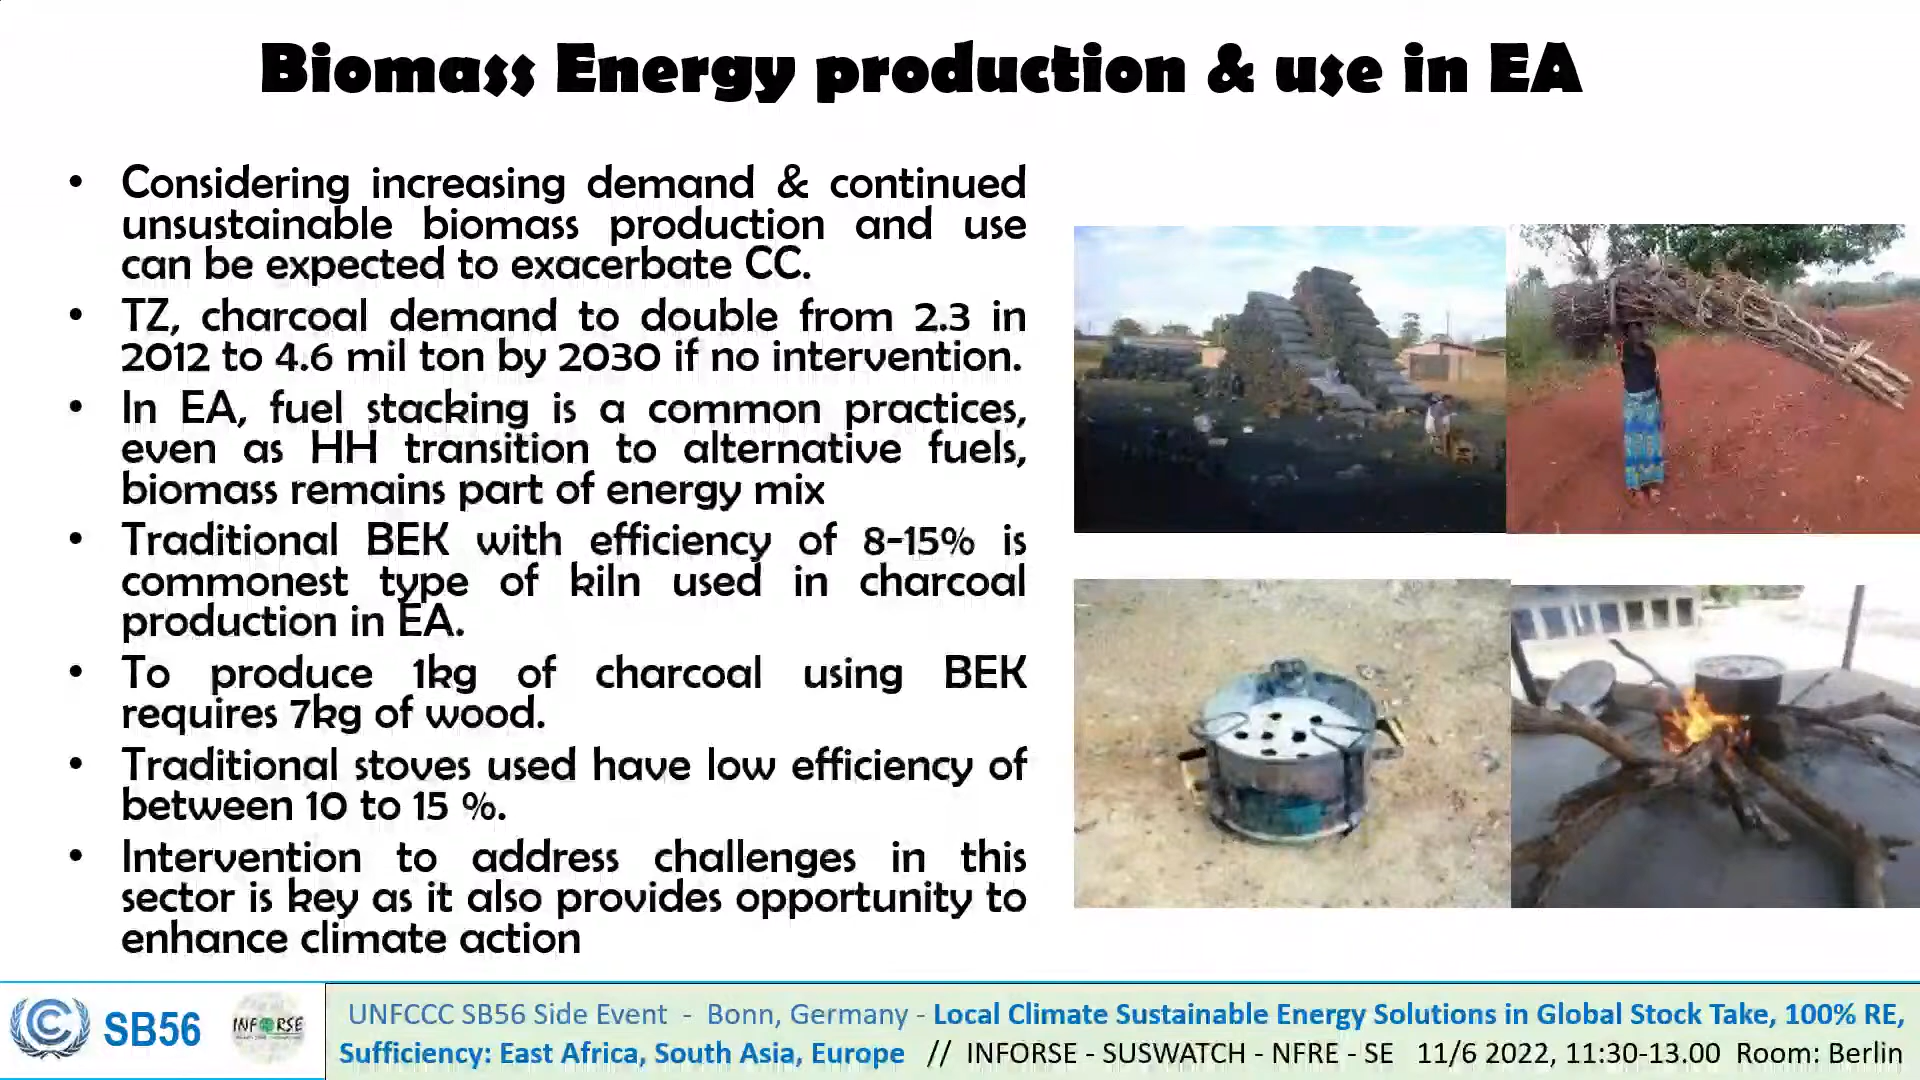 Biomass Energy production & use in EA
• Considering increasing demand & continued
unsustainable biomass production and use
can be expected to exacerbate CC.
• TZ, charcoal demand to double from 2.3 in
2012 to 4.6 mil ton by 2030 if no intervention.
• In EA, fuel stacking is a common practices,
even as HH transition to alternative fuels,
biomass remains part of energy mix
• Traditional BEK with efficiency of 8-15% is
commonest type of kiln used in charcoal
production in EA.
• To produce 1kg of charcoal using BEK
requires 7kg of wood.
• Traditional stoves used have low efficiency of
between 10 to 15 %.
• Intervention to address challenges in this
sector is key as it also provides opportunity to
enhance climate action
SB56
INFORSE
UNFCCC SB56 Side Event - Bonn, Germany - Local Climate Sustainable Energy Solutions in Global Stock Take, 100% RE,
Sufficiency: East Africa, South Asia, Europe // INFORSE - SUSWATCH - NFRE - SE 11/6 2022, 11:30-13.00 Room: Berlin